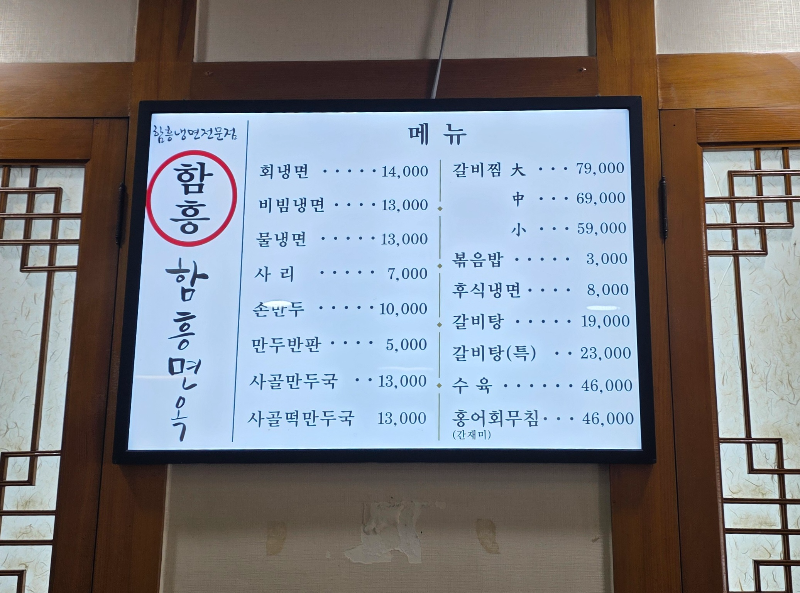 함흥냉면전문점
함흥
함흥면옥
메뉴
회냉면 ····· 14,000
비빔냉면 ···· 13,000
물냉면 ····· 13,000
사리 ····· 7,000
손만두 ····· 10,000
만두반판 ···· 5,000
사골만두국 ·· 13,000
사골떡만두국 13,000
갈비찜 大 ··· 79,000
中 ··· 69,000
小 ··· 59,000
볶음밥 ····· 3,000
후식냉면 ···· 8,000
갈비탕 ····· 19,000
갈비탕(특) ·· 23,000
수육 ······ 46,000
홍어회무침 ··· 46,000
(간재미)